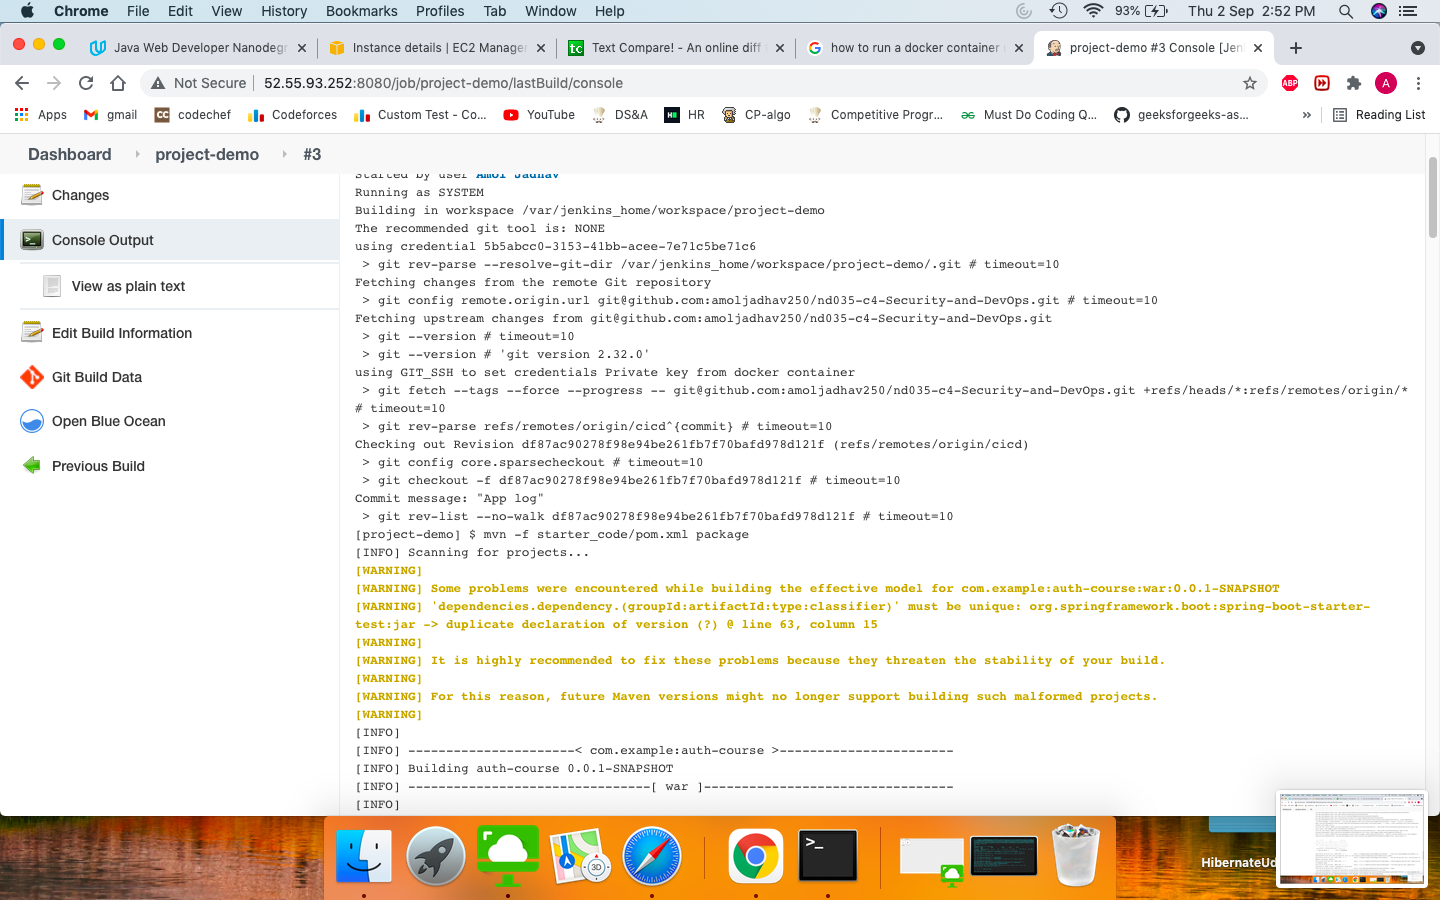 Chrome File Edit View History Bookmarks Profiles Tab Window Help 93% Thu 2 Sep 2:52 PM
Java Web Developer Nanodegr Instance details | EC2 Manage Text Compare! - An online diff how to run a docker container project-demo #3 Console [Jen
Not Secure 52.55.93.252:8080/job/project-demo/lastBuild/console ABP A
Apps gmail CC codechef Codeforces Custom Test - Co... YouTube DS&A HR CP-algo Competitive Progr... Must Do Coding Q... geeksforgeeks-as... » Reading List
Dashboard project-demo #3
Changes
Console Output
View as plain text
Edit Build Information
Git Build Data
Open Blue Ocean
Previous Build
Started by user Amol Jadhav
Running as SYSTEM
Building in workspace /var/jenkins_home/workspace/project-demo
The recommended git tool is: NONE
using credential 5b5abcc0-3153-41bb-acee-7e71c5be71c6
> git rev-parse --resolve-git-dir /var/jenkins_home/workspace/project-demo/.git # timeout=10
Fetching changes from the remote Git repository
> git config remote.origin.url git@github.com:amoljadhav250/nd035-c4-Security-and-DevOps.git # timeout=10
Fetching upstream changes from git@github.com:amoljadhav250/nd035-c4-Security-and-DevOps.git
> git --version # timeout=10
> git --version # 'git version 2.32.0'
using GIT_SSH to set credentials Private key from docker container
> git fetch --tags --force --progress -- git@github.com:amoljadhav250/nd035-c4-Security-and-DevOps.git +refs/heads/*:refs/remotes/origin/*
# timeout=10
> git rev-parse refs/remotes/origin/cicd^{commit} # timeout=10
Checking out Revision df87ac90278f98e94be261fb7f70bafd978d121f (refs/remotes/origin/cicd)
> git config core.sparsecheckout # timeout=10
> git checkout -f df87ac90278f98e94be261fb7f70bafd978d121f # timeout=10
Commit message: "App log"
> git rev-list --no-walk df87ac90278f98e94be261fb7f70bafd978d121f # timeout=10
[project-demo] $ mvn -f starter_code/pom.xml package
[INFO] Scanning for projects...
[WARNING]
[WARNING] Some problems were encountered while building the effective model for com.example:auth-course:war:0.0.1-SNAPSHOT
[WARNING] 'dependencies.dependency.(groupId:artifactId:type:classifier)' must be unique: org.springframework.boot:spring-boot-starter-
test:jar -> duplicate declaration of version (?) @ line 63, column 15
[WARNING]
[WARNING] It is highly recommended to fix these problems because they threaten the stability of your build.
[WARNING]
[WARNING] For this reason, future Maven versions might no longer support building such malformed projects.
[WARNING]
[INFO]
[INFO] ----------------------< com.example:auth-course >-----------------------
[INFO] Building auth-course 0.0.1-SNAPSHOT
[INFO] --------------------------------[ war ]---------------------------------
[INFO]
3D
>_
HibernateUd